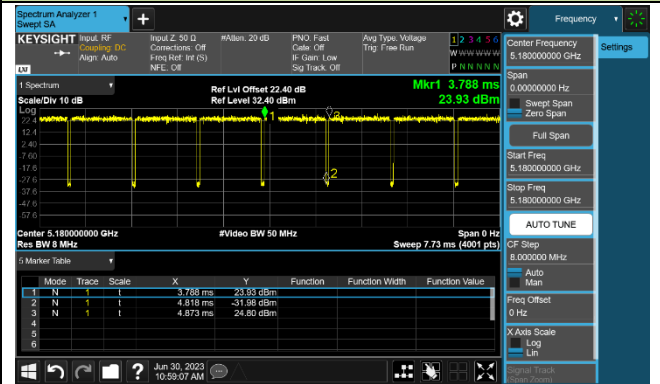 Spectrum Analyzer 1
Swept SA
Frequency
KEYSIGHT Input: RF
Coupling: DC
Align: Auto
Input Z: 50 Ω
Corrections: Off
Freq Ref: Int (S)
NFE: Off
#Atten: 20 dB
PNO: Fast
Gate: Off
IF Gain: Low
Sig Track: Off
Avg Type: Voltage
Trig: Free Run
1 2 3 4 5 6
W W W W W W
P N N N N N
LXI
1 Spectrum
Scale/Div 10 dB
Ref Lvl Offset 22.40 dB
Ref Level 32.40 dBm
Mkr1 3.788 ms
23.93 dBm
Log
22.4
12.4
2.40
-7.60
-17.6
-27.6
-37.6
-47.6
-57.6
1
2
3
Center 5.180000000 GHz
#Video BW 50 MHz
Span 0 Hz
Res BW 8 MHz
Sweep 7.73 ms (4001 pts)
5 Marker Table
Mode Trace Scale X Y Function Function Width Function Value
1 N 1 t 3.788 ms 23.93 dBm
2 N 1 t 4.818 ms -31.98 dBm
3 N 1 t 4.873 ms 24.80 dBm
4
5
6
Jun 30, 2023
10:59:07 AM
Center Frequency
5.180000000 GHz
Settings
Span
0.00000000 Hz
Swept Span
Zero Span
Full Span
Start Freq
5.180000000 GHz
Stop Freq
5.180000000 GHz
AUTO TUNE
CF Step
8.000000 MHz
Auto
Man
Freq Offset
0 Hz
X Axis Scale
Log
Lin
Signal Track
(Span Zoom)